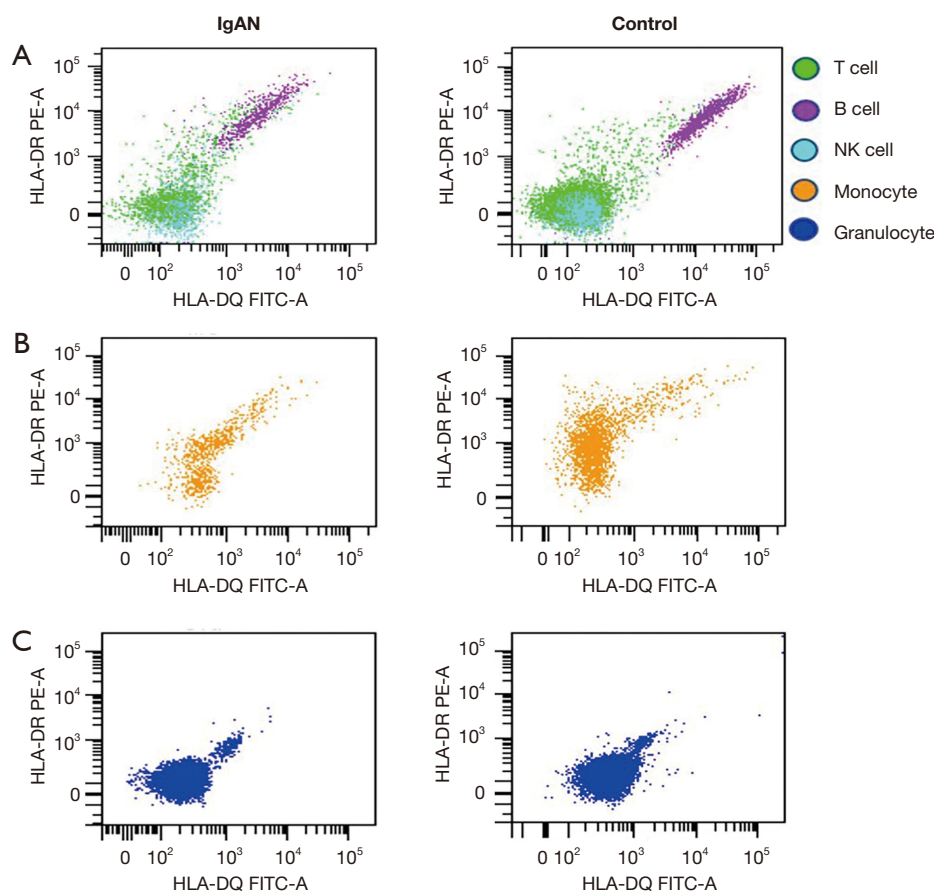 IgAN
Control
A
HLA-DR PE-A
10⁵
10⁴
10³
0
0
10²
10³
10⁴
10⁵
HLA-DQ FITC-A
HLA-DR PE-A
10⁵
10⁴
10³
0
0
10²
10³
10⁴
10⁵
HLA-DQ FITC-A
T cell
B cell
NK cell
Monocyte
Granulocyte
B
HLA-DR PE-A
10⁵
10⁴
10³
0
0
10²
10³
10⁴
10⁵
HLA-DQ FITC-A
HLA-DR PE-A
10⁵
10⁴
10³
0
0
10²
10³
10⁴
10⁵
HLA-DQ FITC-A
C
HLA-DR PE-A
10⁵
10⁴
10³
0
0
10²
10³
10⁴
10⁵
HLA-DQ FITC-A
HLA-DR PE-A
10⁵
10⁴
10³
0
0
10²
10³
10⁴
10⁵
HLA-DQ FITC-A